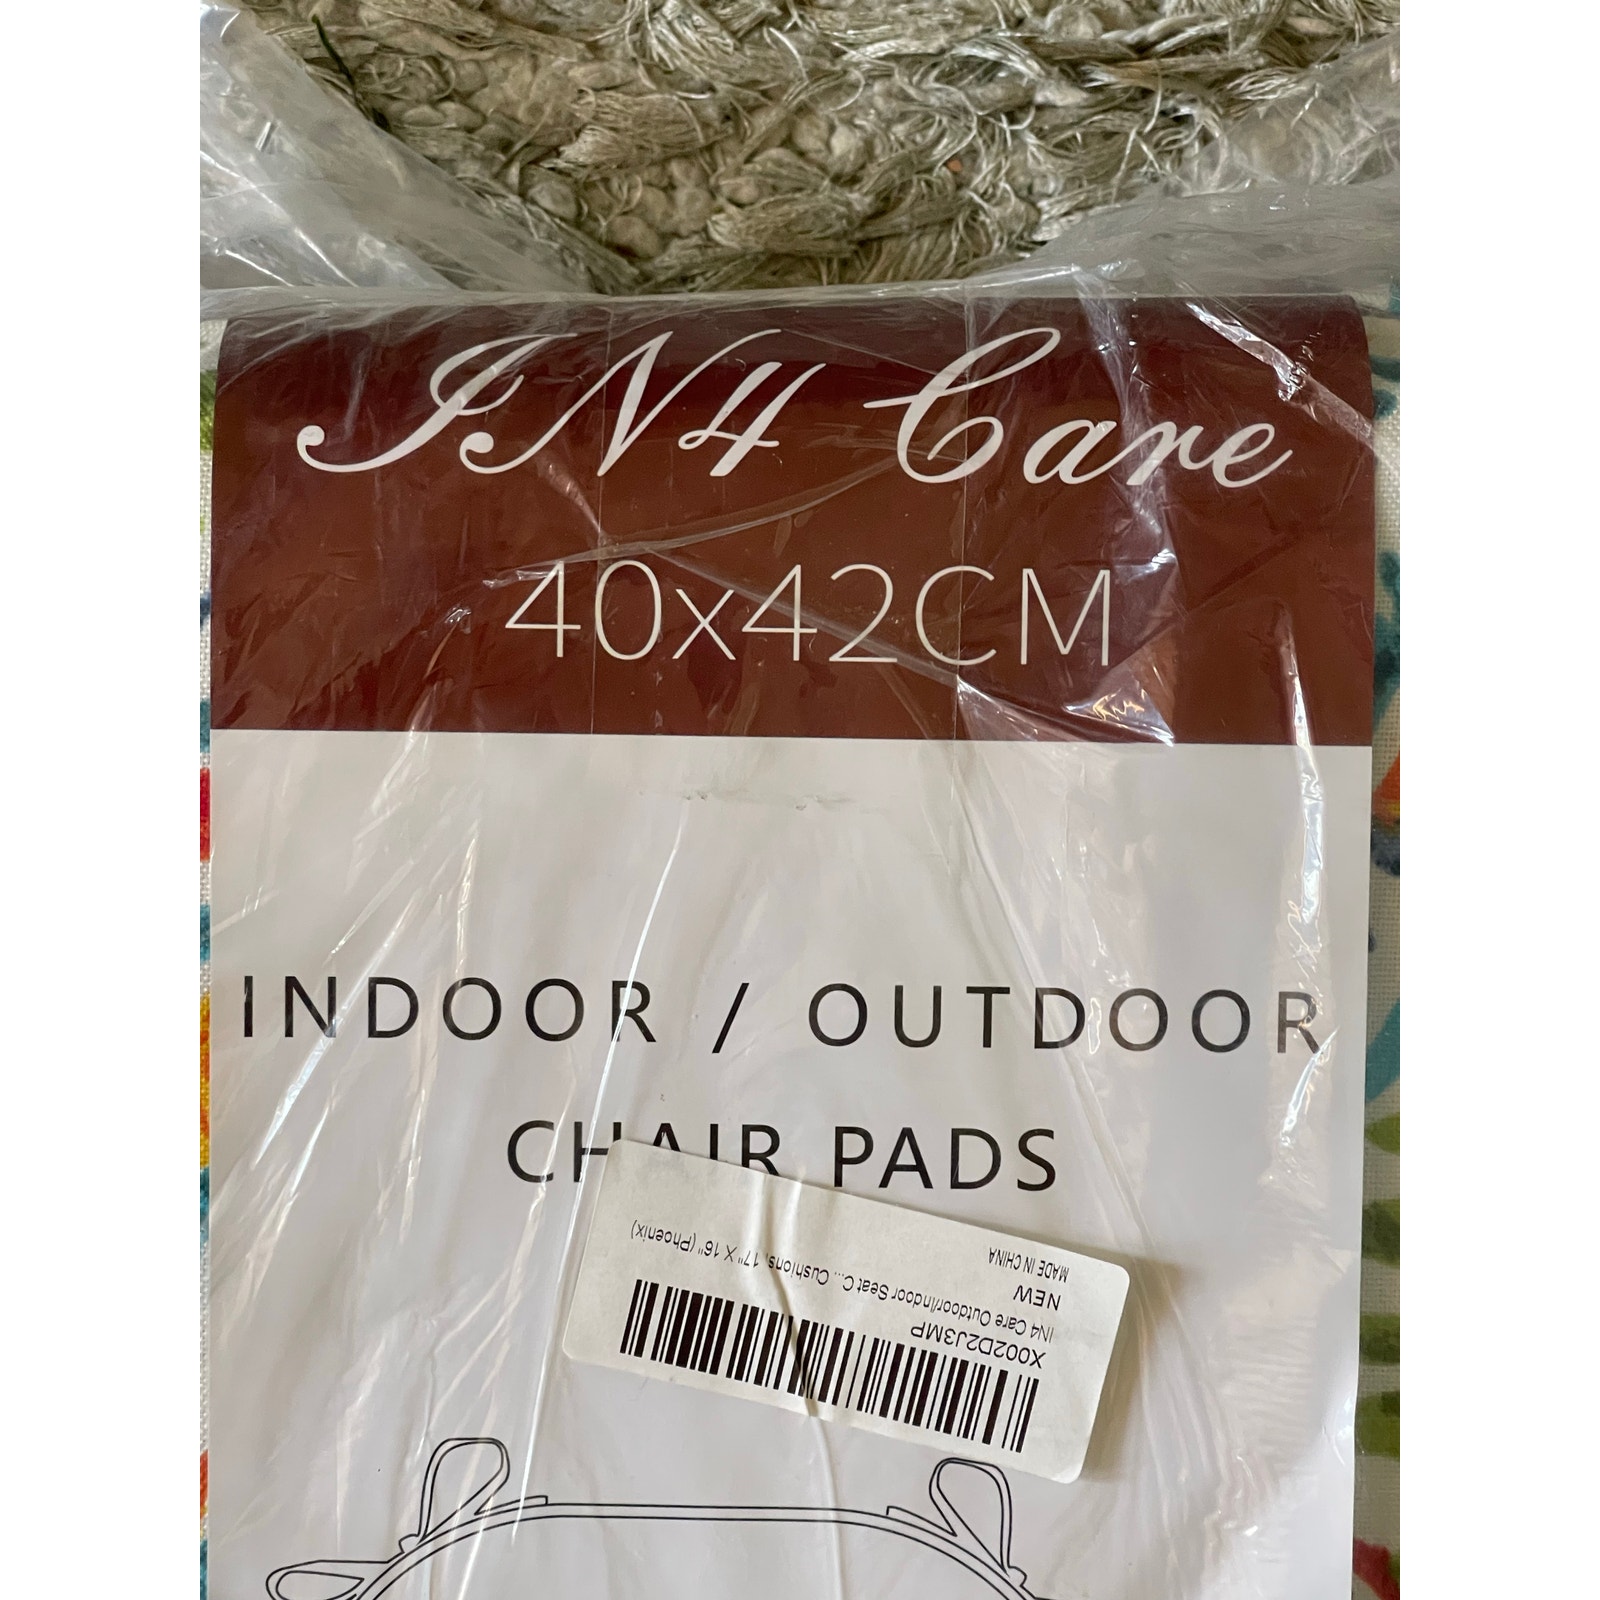 IN4 Care
40x42CM
INDOOR / OUTDOOR
CHAIR PADS
X002D2J3MP
IN4 Care Outdoor/Indoor Seat C... Cushions, 17" X 16" (Phoenix)
NEW
MADE IN CHINA